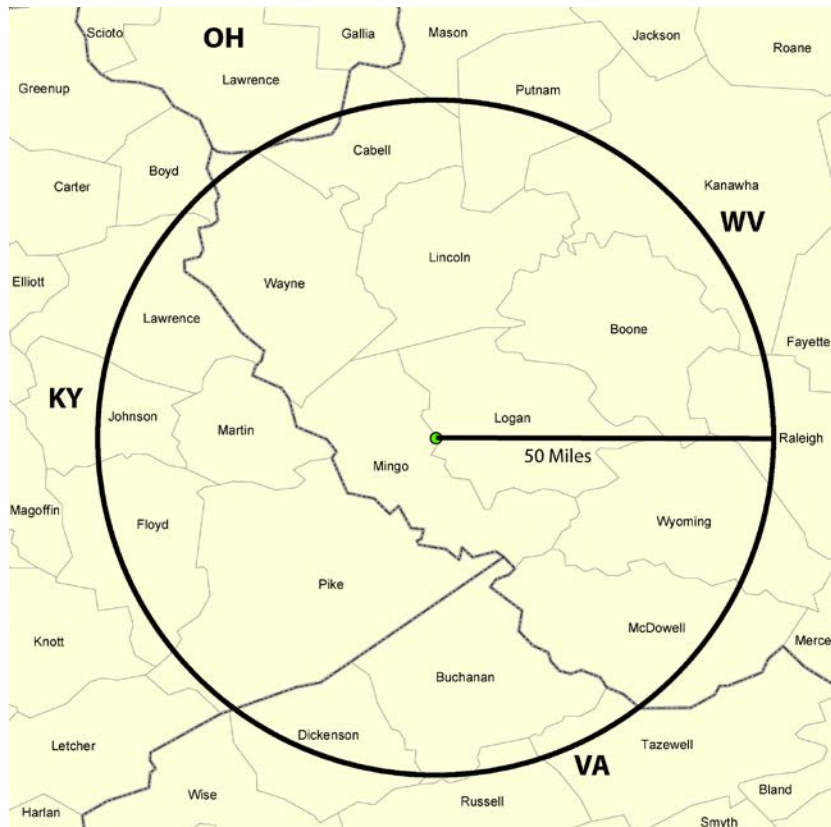 Scioto
OH
Gallia
Mason
Jackson
Roane
Greenup
Lawrence
Putnam
Cabell
Boyd
Carter
Kanawha
WV
Lincoln
Elliott
Wayne
Lawrence
Boone
Fayette
KY
Johnson
Martin
Logan
Raleigh
50 Miles
Mingo
Magoffin
Floyd
Wyoming
Pike
Knott
McDowell
Merce
Buchanan
Letcher
Dickenson
Tazewell
VA
Wise
Russell
Bland
Harlan
Smyth